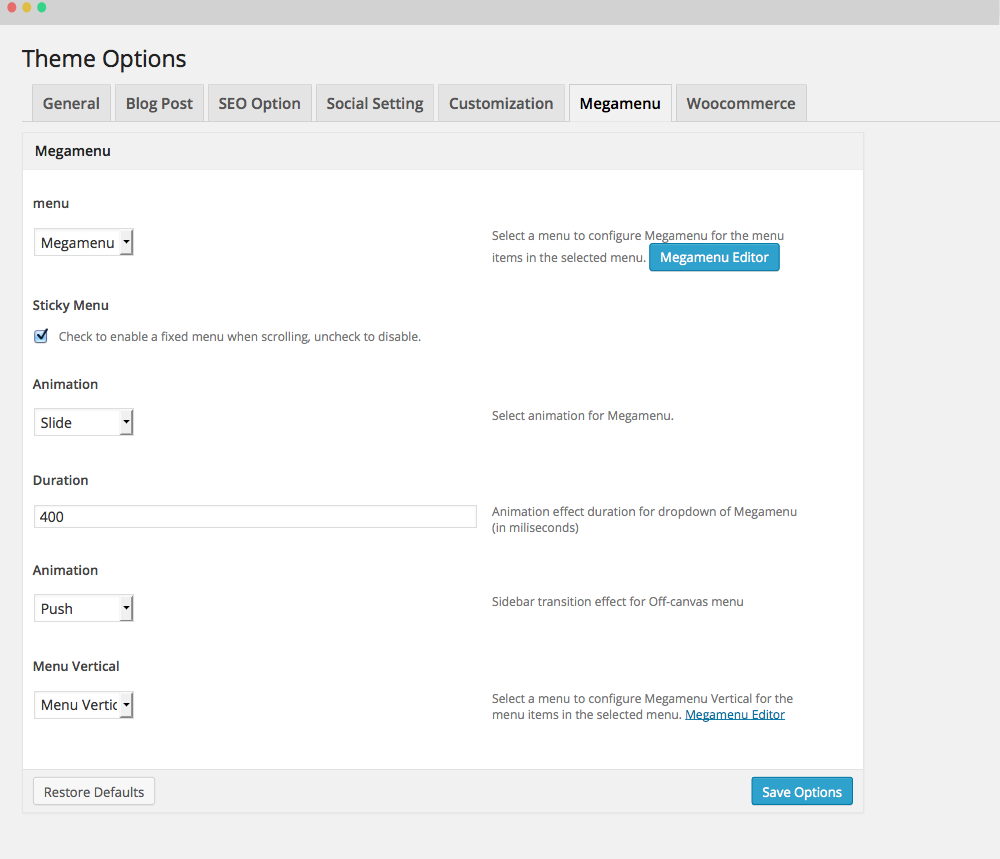 Theme Options
General Blog Post SEO Option Social Setting Customization Megamenu Woocommerce
Megamenu
menu
Megamenu
Select a menu to configure Megamenu for the menu
items in the selected menu. Megamenu Editor
Sticky Menu
Check to enable a fixed menu when scrolling, uncheck to disable.
Animation
Slide
Select animation for Megamenu.
Duration
400
Animation effect duration for dropdown of Megamenu
(in miliseconds)
Animation
Push
Sidebar transition effect for Off-canvas menu
Menu Vertical
Menu Vertic
Select a menu to configure Megamenu Vertical for the
menu items in the selected menu. Megamenu Editor
Restore Defaults
Save Options